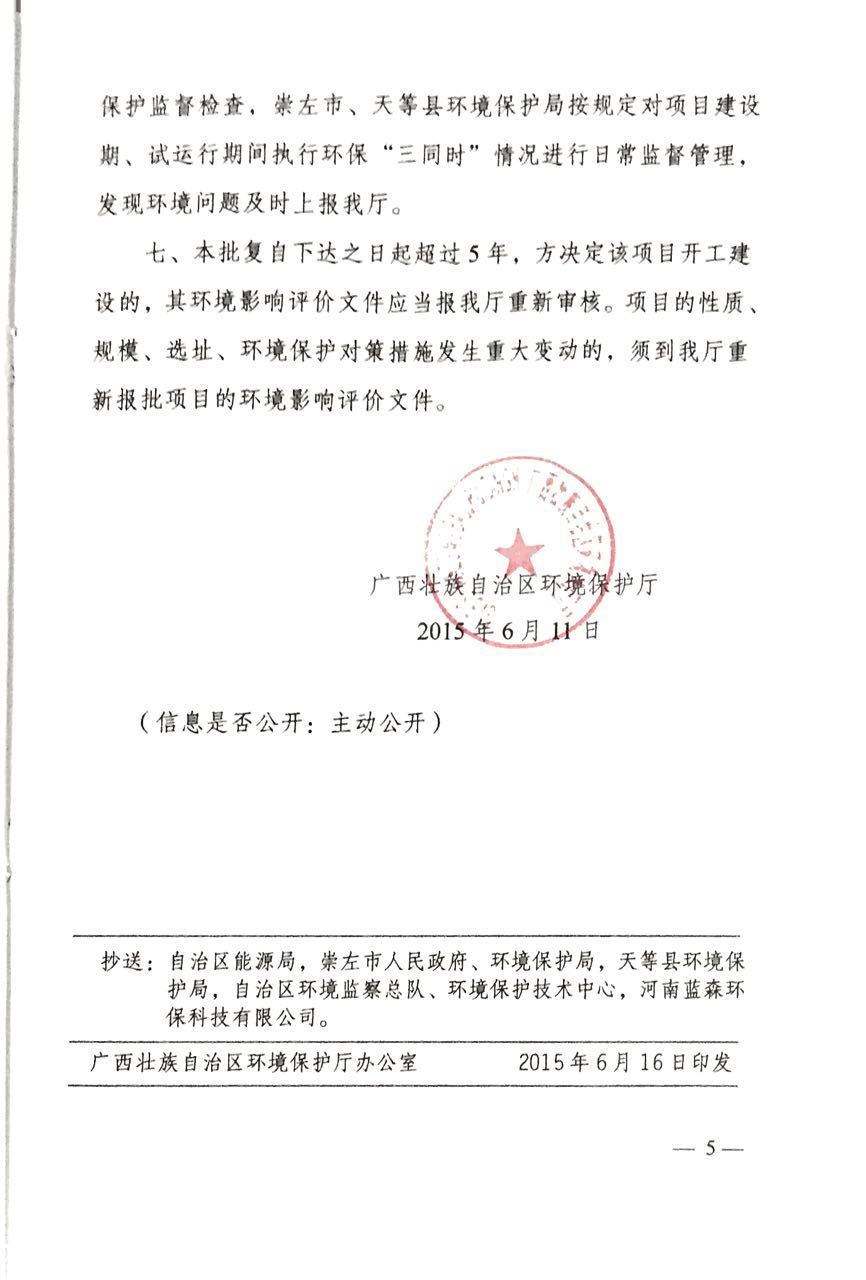 保护监督检查，崇左市、天等县环境保护局按规定对项目建设
期、试运行期间执行环保“三同时”情况进行日常监督管理，
发现环境问题及时上报我厅。
七、本批复自下达之日起超过5年，方决定该项目开工建
设的，其环境影响评价文件应当报我厅重新审核。项目的性质、
规模、选址、环境保护对策措施发生重大变动的，须到我厅重
新报批项目的环境影响评价文件。
广西壮族自治区环境保护厅
2015年6月11日
（信息是否公开：主动公开）
抄送：自治区能源局，崇左市人民政府、环境保护局，天等县环境保
护局，自治区环境监察总队、环境保护技术中心，河南蓝森环
保科技有限公司。
广西壮族自治区环境保护厅办公室 2015年6月16日印发
— 5 —